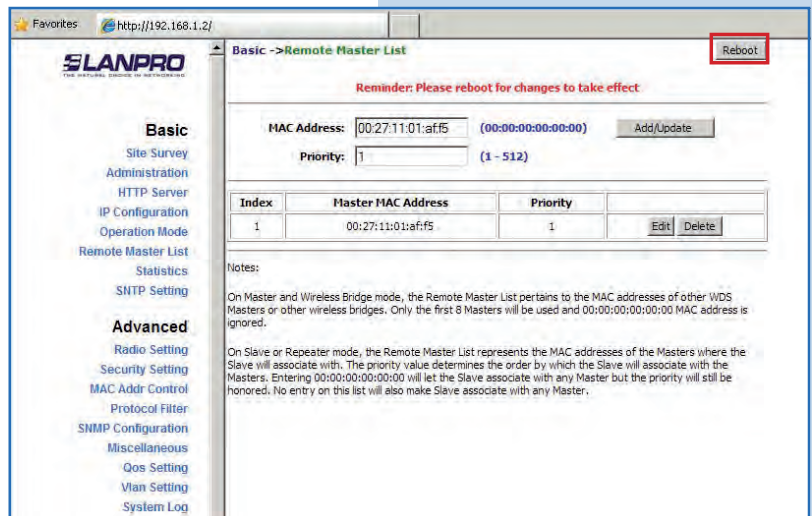 Favorites http://192.168.1.2/
LANPRO
THE NATURAL CHOICE IN NETWORKING
Basic
Site Survey
Administration
HTTP Server
IP Configuration
Operation Mode
Remote Master List
Statistics
SNTP Setting
Advanced
Radio Setting
Security Setting
MAC Addr Control
Protocol Filter
SNMP Configuration
Miscellaneous
Qos Setting
Vlan Setting
System Log
Basic ->Remote Master List
Reboot
Reminder: Please reboot for changes to take effect
MAC Address: 00:27:11:01:af:f5 (00:00:00:00:00:00) Add/Update
Priority: 1 (1 - 512)
Index Master MAC Address Priority
1 00:27:11:01:af:f5 1 Edit Delete
Notes:
On Master and Wireless Bridge mode, the Remote Master List pertains to the MAC addresses of other WDS
Masters or other wireless bridges. Only the first 8 Masters will be used and 00:00:00:00:00:00 MAC address is
ignored.
On Slave or Repeater mode, the Remote Master List represents the MAC addresses of the Masters where the
Slave will associate with. The priority value determines the order by which the Slave will associate with the
Masters. Entering 00:00:00:00:00:00 will let the Slave associate with any Master but the priority will still be
honored. No entry on this list will also make Slave associate with any Master.